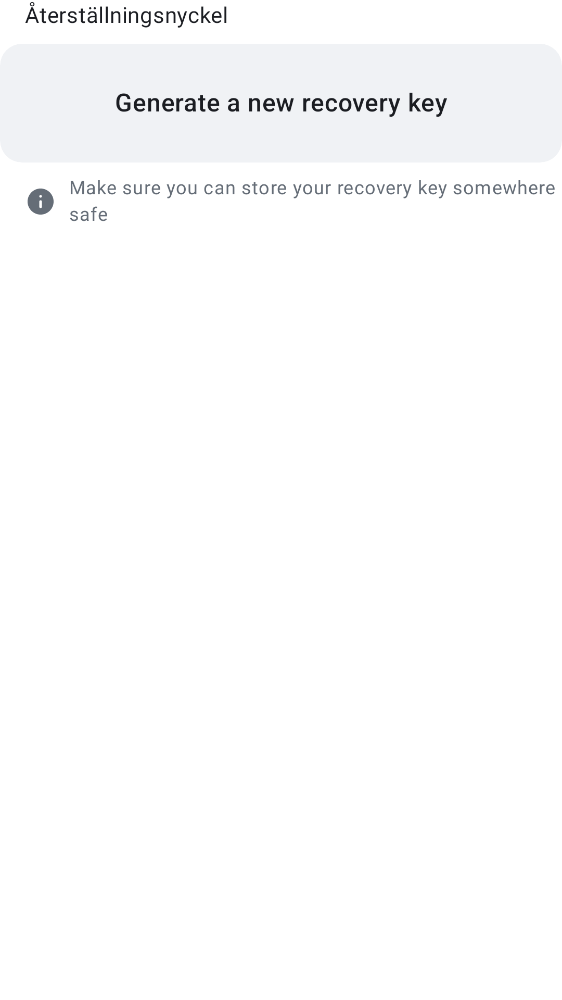 Återställningsnyckel
Generate a new recovery key
Make sure you can store your recovery key somewhere
safe